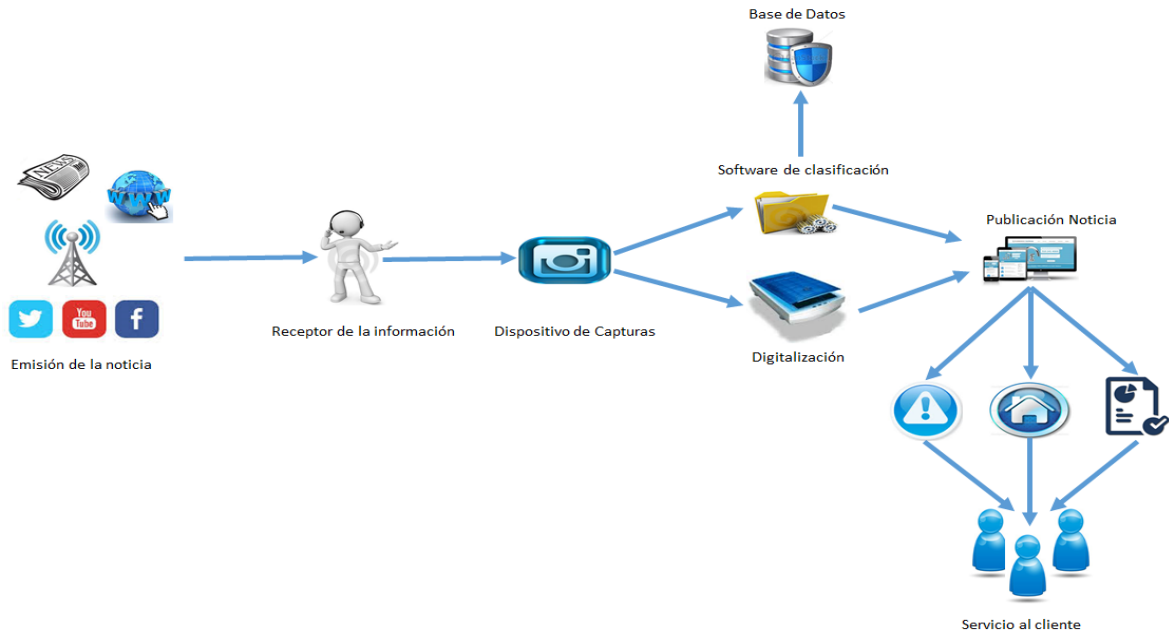 Base de Datos
Software de clasificación
NEWS
WWW
Publicación Noticia
You
Tube
f
Receptor de la información
Dispositivo de Capturas
Digitalización
Emisión de la noticia
Servicio al cliente